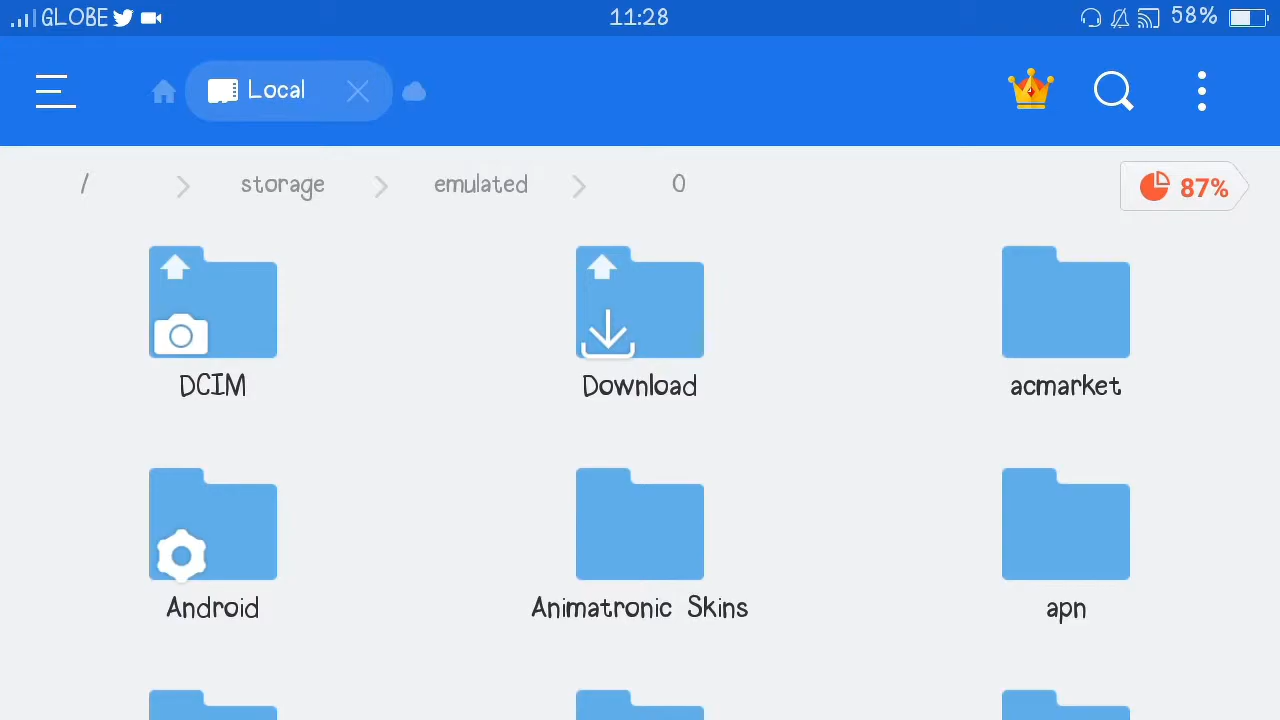 GLOBE 11:28 58%
Local
/ storage emulated 0 87%
DCIM Download acmarket
Android Animatronic Skins apn